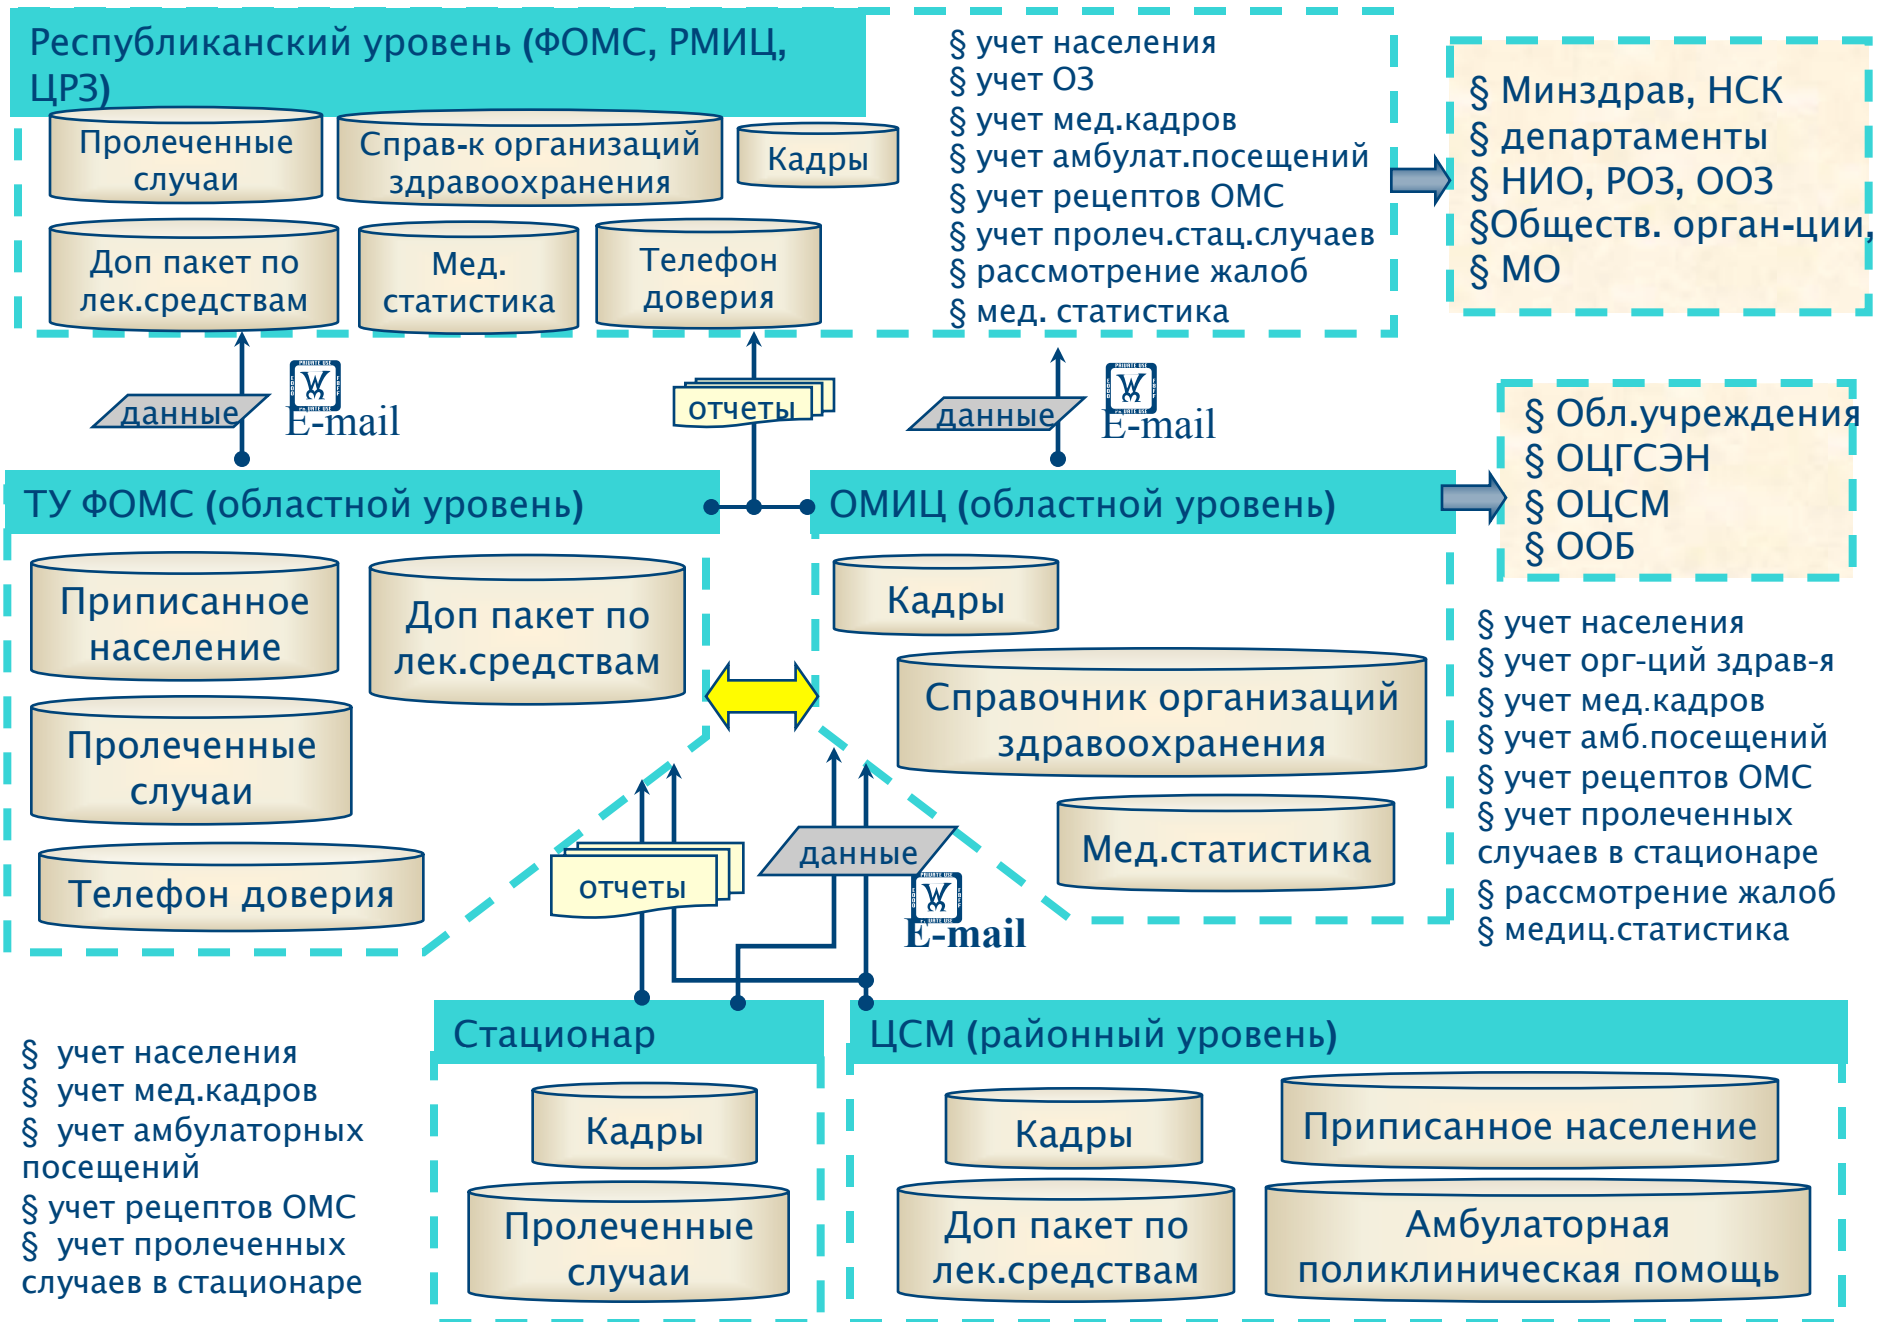 Республиканский уровень (ФОМС, РМИЦ,
ЦРЗ)
Пролеченные
случаи
Справ-к организаций
здравоохранения
Кадры
Доп пакет по
лек.средствам
Мед.
статистика
Телефон
доверия
§ учет населения
§ учет ОЗ
§ учет мед.кадров
§ учет амбулат.посещений
§ учет рецептов ОМС
§ учет пролеч.стац.случаев
§ рассмотрение жалоб
§ мед. статистика
§ Минздрав, НСК
§ департаменты
§ НИО, РОЗ, ООЗ
§Обществ. орган-ции,
§ МО
данные
E-mail
отчеты
данные
E-mail
§ Обл.учреждения
§ ОЦГСЭН
§ ОЦСМ
§ ООБ
ТУ ФОМС (областной уровень)
Приписанное
население
Доп пакет по
лек.средствам
Пролеченные
случаи
Телефон доверия
ОМИЦ (областной уровень)
Кадры
Справочник организаций
здравоохранения
Мед.статистика
§ учет населения
§ учет орг-ций здрав-я
§ учет мед.кадров
§ учет амб.посещений
§ учет рецептов ОМС
§ учет пролеченных
случаев в стационаре
§ рассмотрение жалоб
§ медиц.статистика
отчеты
данные
E-mail
§ учет населения
§ учет мед.кадров
§ учет амбулаторных
посещений
§ учет рецептов ОМС
§ учет пролеченных
случаев в стационаре
Стационар
Кадры
Пролеченные
случаи
ЦСМ (районный уровень)
Кадры
Приписанное население
Доп пакет по
лек.средствам
Амбулаторная
поликлиническая помощь